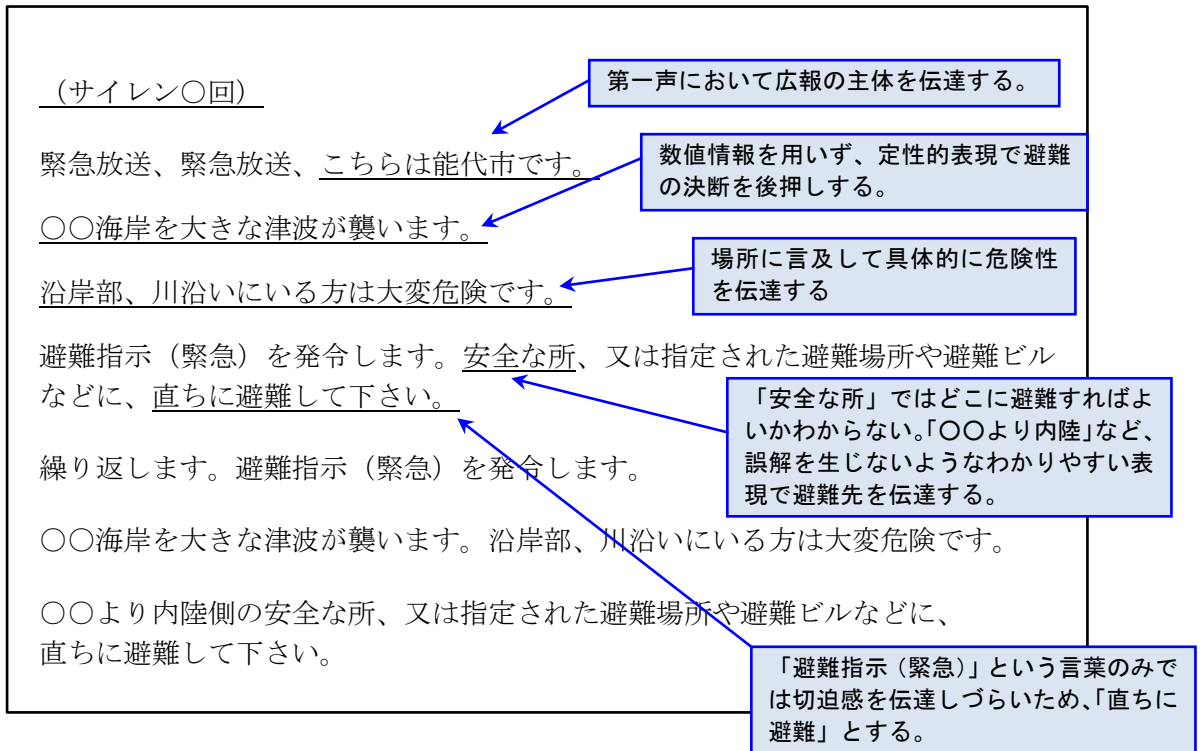 （サイレン○回）
第一声において広報の主体を伝達する。
緊急放送、緊急放送、こちらは能代市です。
数値情報を用いず、定性的表現で避難
の決断を後押しする。
○○海岸を大きな津波が襲います。
場所に言及して具体的に危険性
を伝達する
沿岸部、川沿いにいる方は大変危険です。
避難指示（緊急）を発令します。安全な所、又は指定された避難場所や避難ビル
などに、直ちに避難して下さい。
「安全な所」ではどこに避難すればよ
いかわからない。「○○より内陸」など、
誤解を生じないようなわかりやすい表
現で避難先を伝達する。
繰り返します。避難指示（緊急）を発令します。
○○海岸を大きな津波が襲います。沿岸部、川沿いにいる方は大変危険です。
○○より内陸側の安全な所、又は指定された避難場所や避難ビルなどに、
直ちに避難して下さい。
「避難指示（緊急）」という言葉のみで
は切迫感を伝達しづらいため、「直ちに
避難」とする。